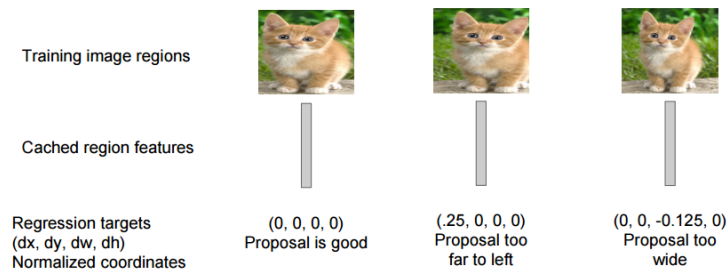 Training image regions
Cached region features
Regression targets
(dx, dy, dw, dh)
Normalized coordinates
(0, 0, 0, 0)
Proposal is good
(.25, 0, 0, 0)
Proposal too
far to left
(0, 0, -0.125, 0)
Proposal too
wide